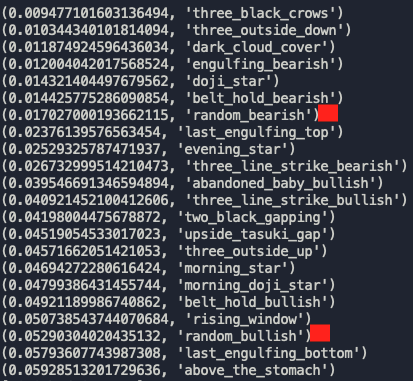 (0.009477101603136494, 'three_black_crows')
(0.010344340101814094, 'three_outside_down')
(0.011874924596436034, 'dark_cloud_cover')
(0.012004042017568524, 'engulfing_bearish')
(0.014321404497679562, 'doji_star')
(0.014425775286090854, 'belt_hold_bearish')
(0.017027000193662115, 'random_bearish')
(0.02376139576563454, 'last_engulfing_top')
(0.02529325787471937, 'evening_star')
(0.026732999514210473, 'three_line_strike_bearish')
(0.039546691346594894, 'abandoned_baby_bullish')
(0.040921452100412606, 'three_line_strike_bullish')
(0.04198004475678872, 'two_black_gapping')
(0.04519054533017023, 'upside_tasuki_gap')
(0.04571662051421053, 'three_outside_up')
(0.04694272280616424, 'morning_star')
(0.04799386431455744, 'morning_doji_star')
(0.04921189986740862, 'belt_hold_bullish')
(0.050738543744070684, 'rising_window')
(0.05290304020435132, 'random_bullish')
(0.05793607743987308, 'last_engulfing_bottom')
(0.05928513201729636, 'above_the_stomach')